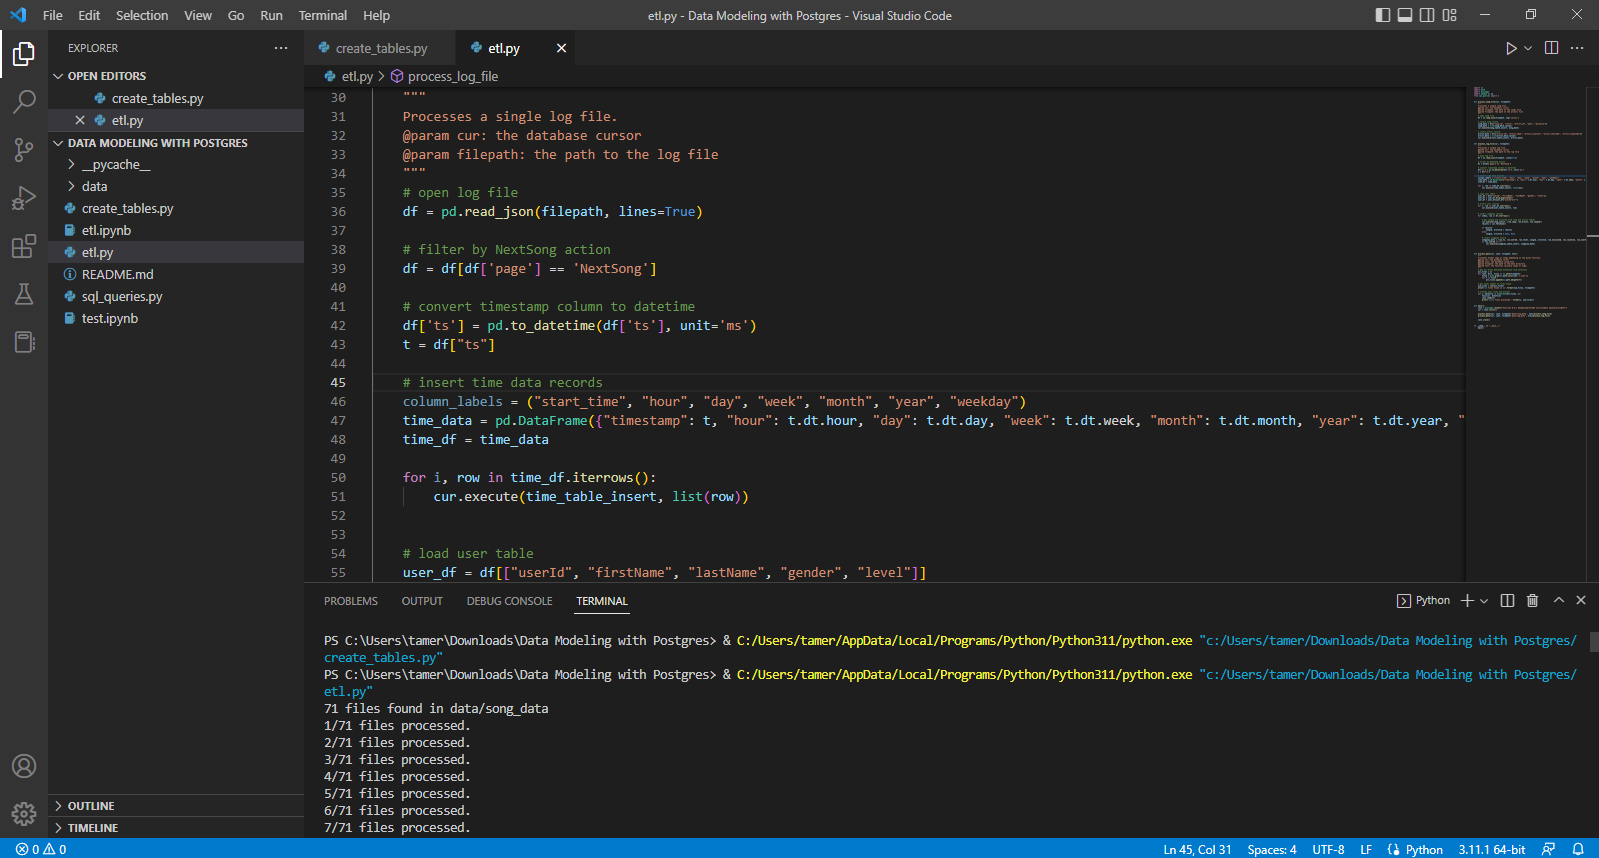 File Edit Selection View Go Run Terminal Help
etl.py - Data Modeling with Postgres - Visual Studio Code
EXPLORER
OPEN EDITORS
create_tables.py
etl.py
DATA MODELING WITH POSTGRES
__pycache__
data
create_tables.py
etl.ipynb
etl.py
README.md
sql_queries.py
test.ipynb
OUTLINE
TIMELINE
create_tables.py etl.py
etl.py > process_log_file
30 """
31 Processes a single log file.
32 @param cur: the database cursor
33 @param filepath: the path to the log file
34 """
35 # open log file
36 df = pd.read_json(filepath, lines=True)
37
38 # filter by NextSong action
39 df = df[df['page'] == 'NextSong']
40
41 # convert timestamp column to datetime
42 df['ts'] = pd.to_datetime(df['ts'], unit='ms')
43 t = df["ts"]
44
45 # insert time data records
46 column_labels = ("start_time", "hour", "day", "week", "month", "year", "weekday")
47 time_data = pd.DataFrame({"timestamp": t, "hour": t.dt.hour, "day": t.dt.day, "week": t.dt.week, "month": t.dt.month, "year": t.dt.year, "
48 time_df = time_data
49
50 for i, row in time_df.iterrows():
51 cur.execute(time_table_insert, list(row))
52
53
54 # load user table
55 user_df = df[["userId", "firstName", "lastName", "gender", "level"]]
PROBLEMS OUTPUT DEBUG CONSOLE TERMINAL
Python
PS C:\Users\tamer\Downloads\Data Modeling with Postgres> & C:/Users/tamer/AppData/Local/Programs/Python/Python311/python.exe "c:/Users/tamer/Downloads/Data Modeling with Postgres/
create_tables.py"
PS C:\Users\tamer\Downloads\Data Modeling with Postgres> & C:/Users/tamer/AppData/Local/Programs/Python/Python311/python.exe "c:/Users/tamer/Downloads/Data Modeling with Postgres/
etl.py"
71 files found in data/song_data
1/71 files processed.
2/71 files processed.
3/71 files processed.
4/71 files processed.
5/71 files processed.
6/71 files processed.
7/71 files processed.
0 0
Ln 45, Col 31 Spaces: 4 UTF-8 LF Python 3.11.1 64-bit